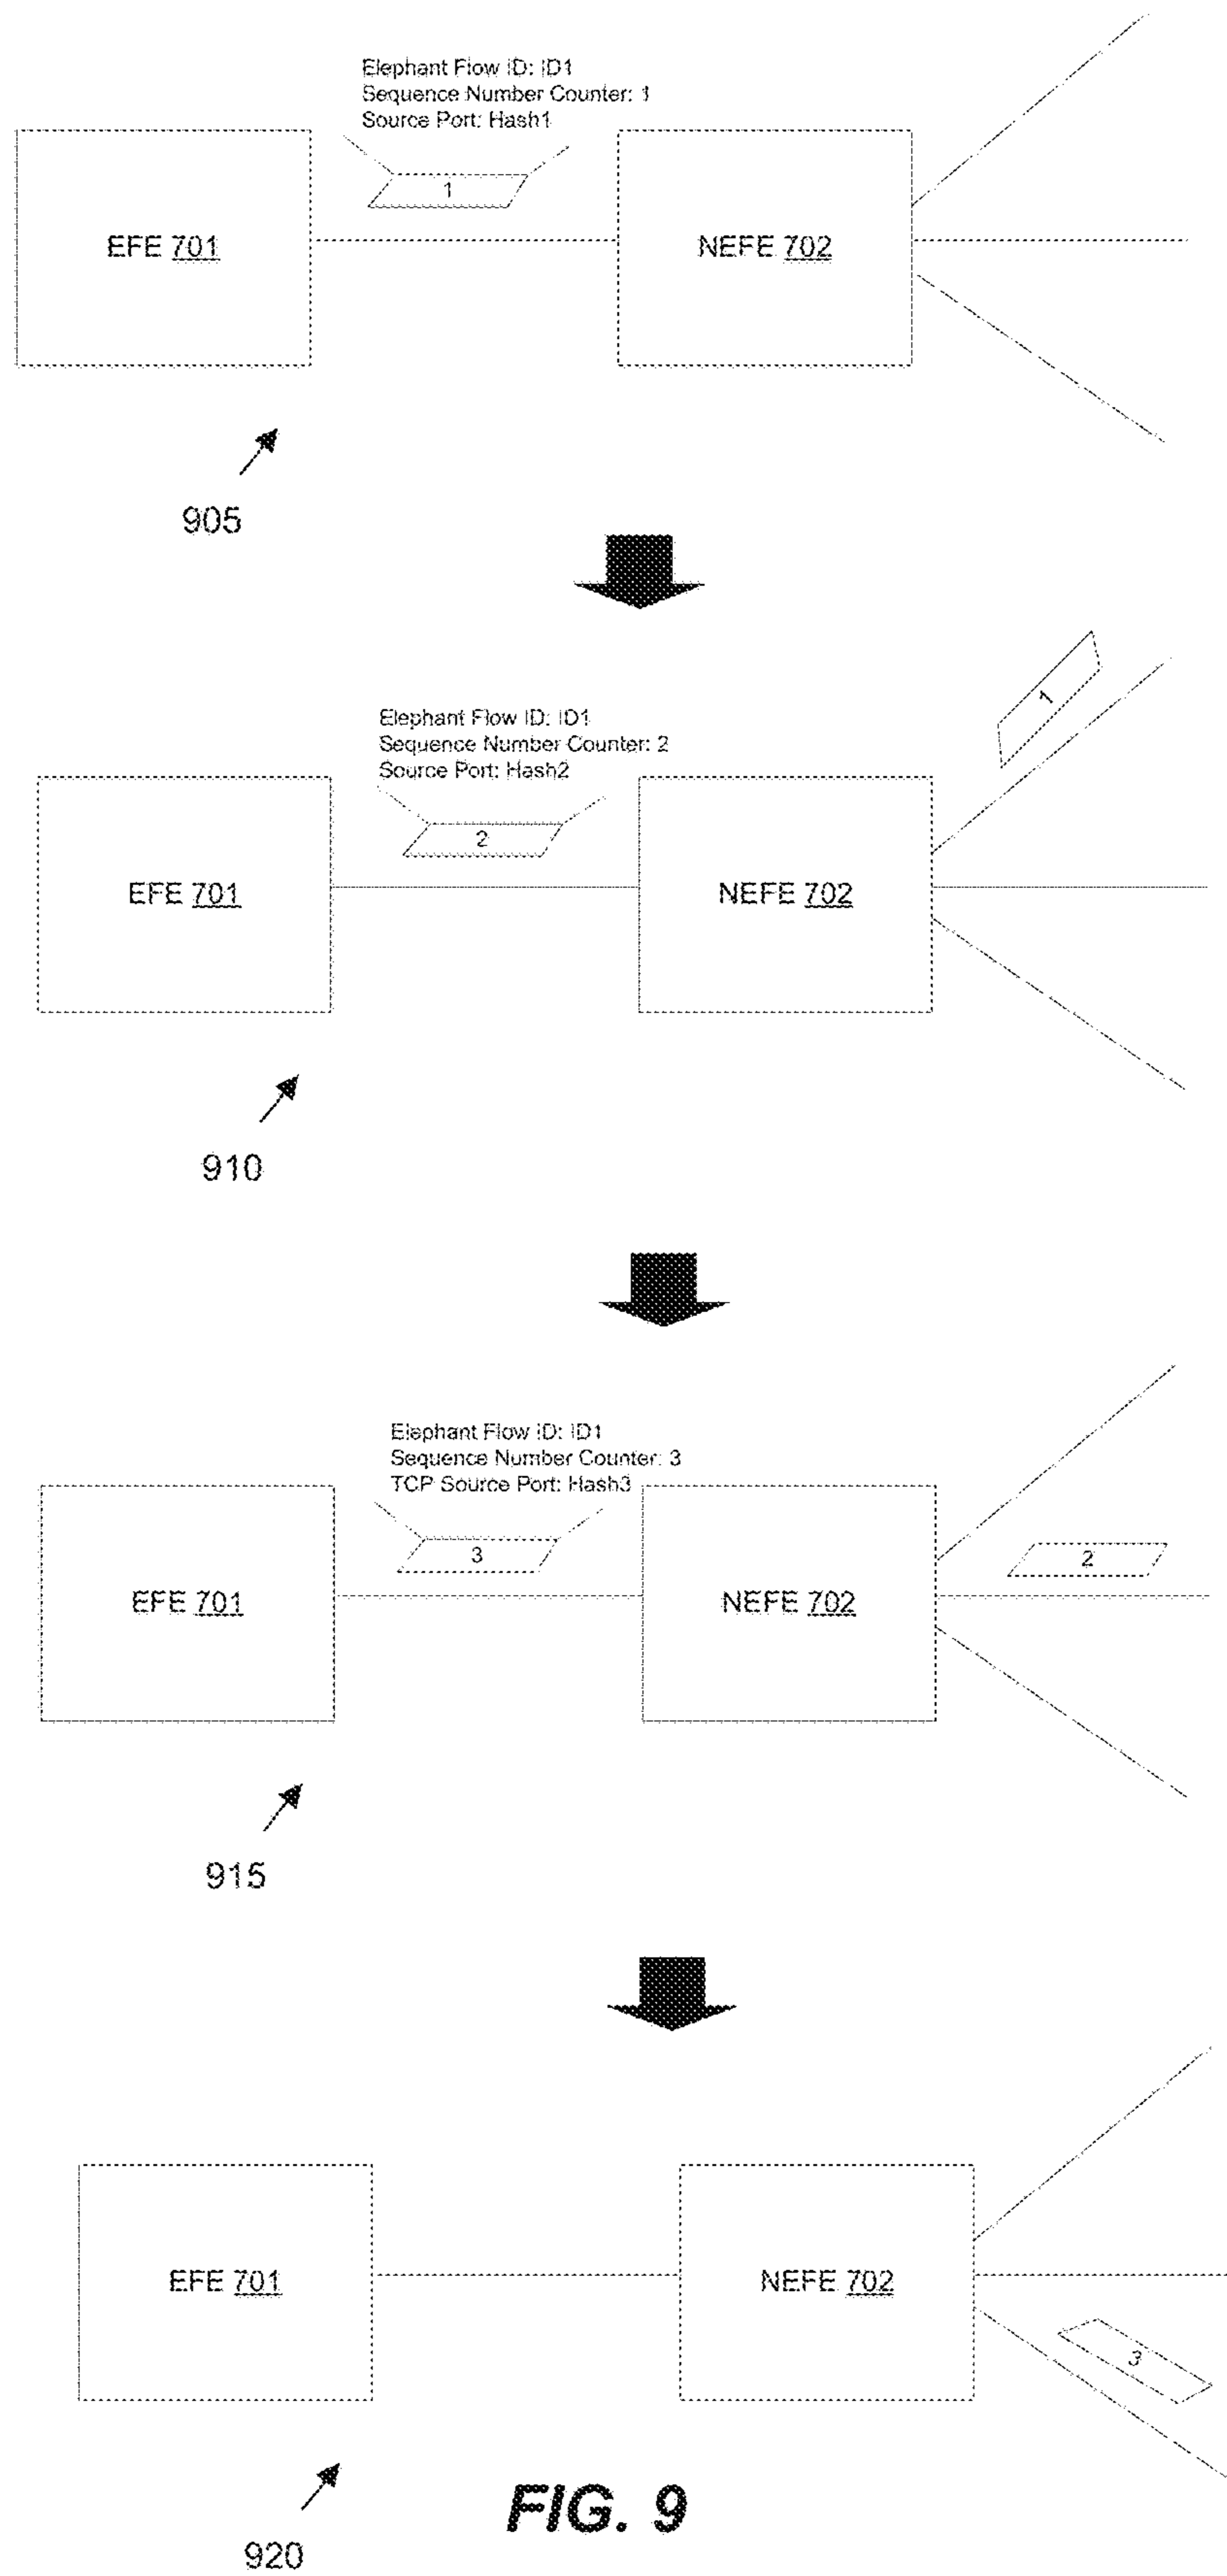 Elephant Flow ID: ID1
Sequence Number Counter: 1
Source Port: Hash1
1
EFE 701
NEFE 702
905
1
Elephant Flow ID: ID1
Sequence Number Counter: 2
Source Port: Hash2
2
EFE 701
NEFE 702
910
Elephant Flow ID: ID1
Sequence Number Counter: 3
TCP Source Port: Hash3
3
2
EFE 701
NEFE 702
915
EFE 701
NEFE 702
3
FIG. 9
920